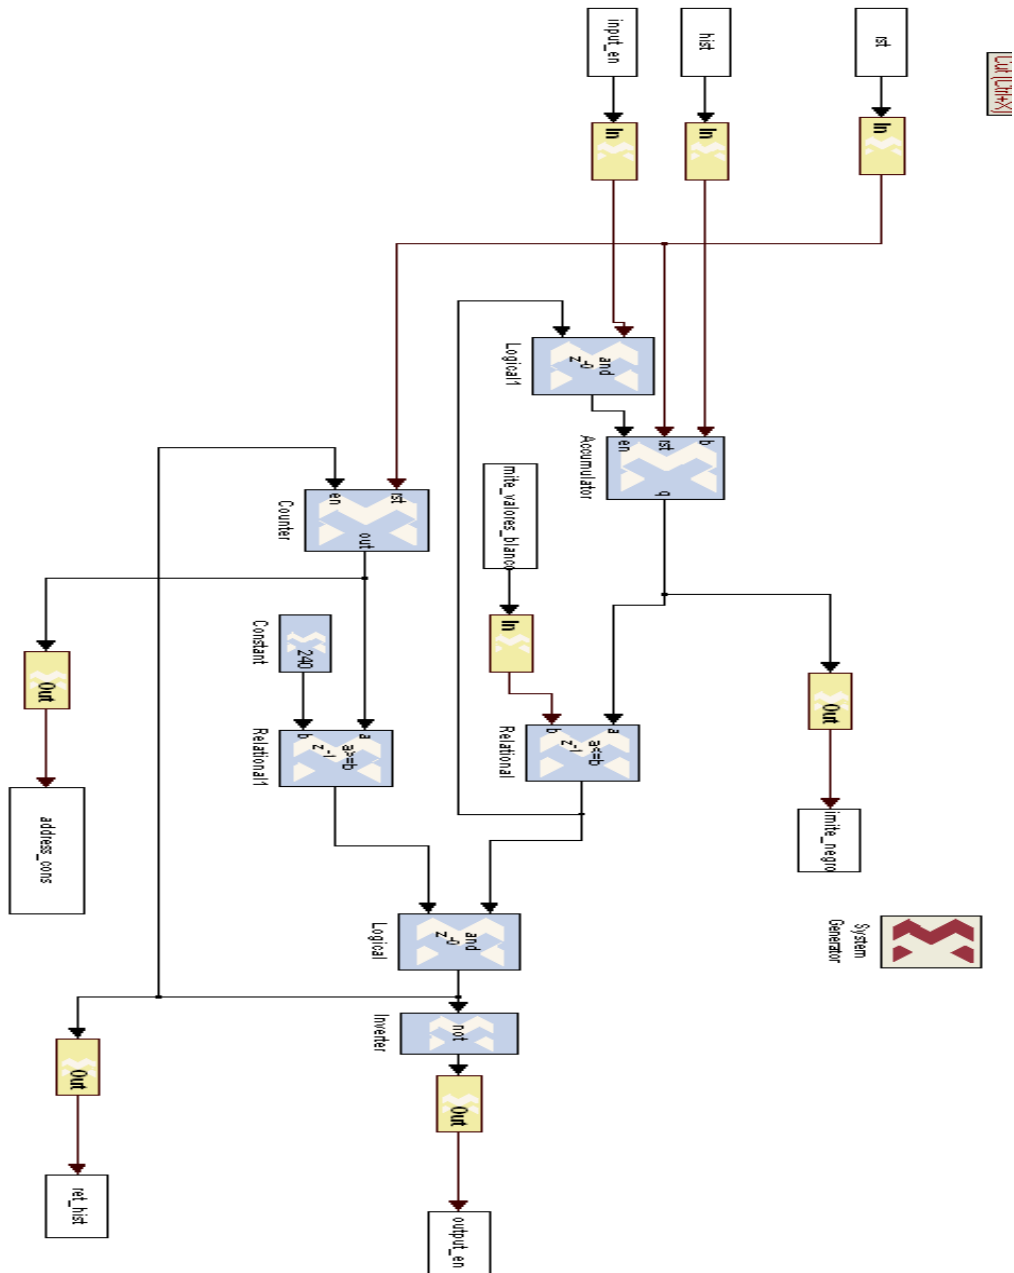 rst
Cut (Ctrl+X)
hist
input_en
In
In
In
and
z-0
Logical1
b
rst
en
q
Accumulator
mite_valores_blanco
In
rst
en
out
Counter
240
Constant
a
b
a<=b
z-1
Relational
a
b
a>=b
z-1
Relational1
Out
imite_negro
Out
address_cons
and
z-0
Logical
System
Generator
not
Inverter
Out
output_en
Out
ret_hist